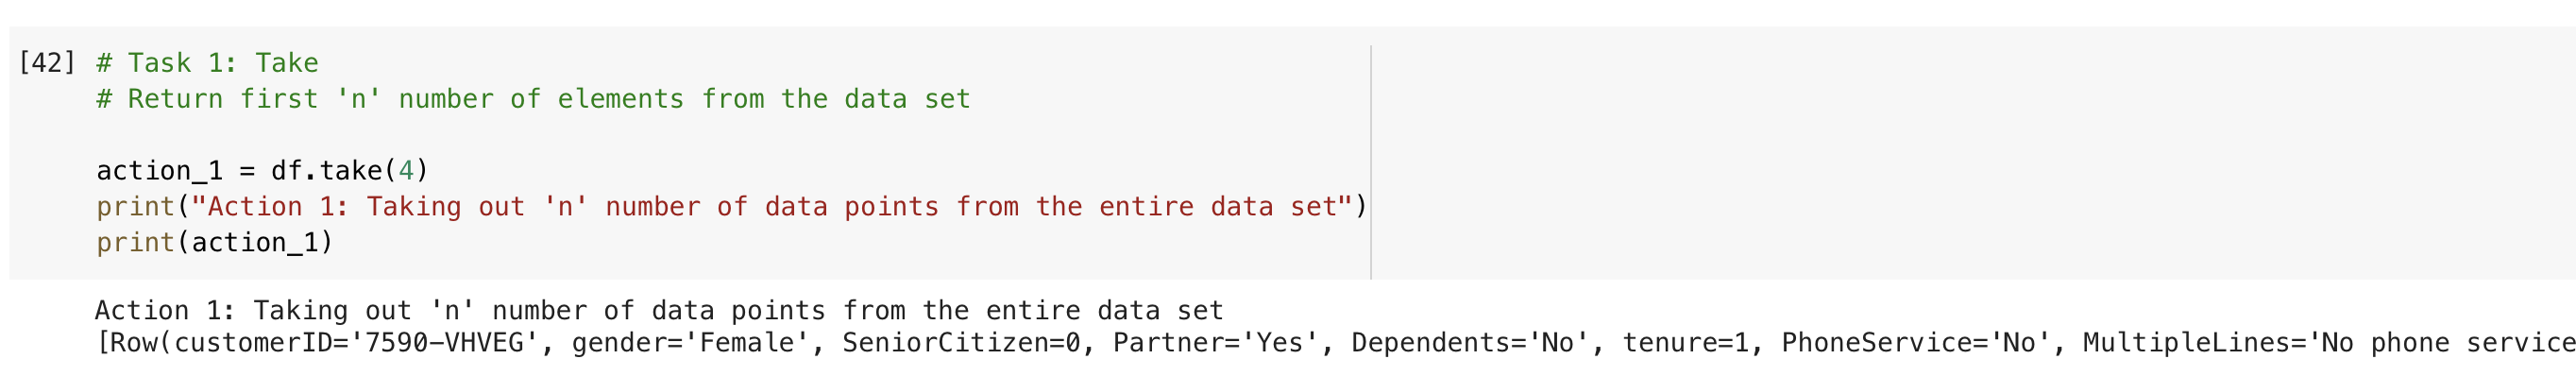 [42] # Task 1: Take
# Return first 'n' number of elements from the data set
action_1 = df.take(4)
print("Action 1: Taking out 'n' number of data points from the entire data set")
print(action_1)
Action 1: Taking out 'n' number of data points from the entire data set
[Row(customerID='7590-VHVEG', gender='Female', SeniorCitizen=0, Partner='Yes', Dependents='No', tenure=1, PhoneService='No', MultipleLines='No phone service